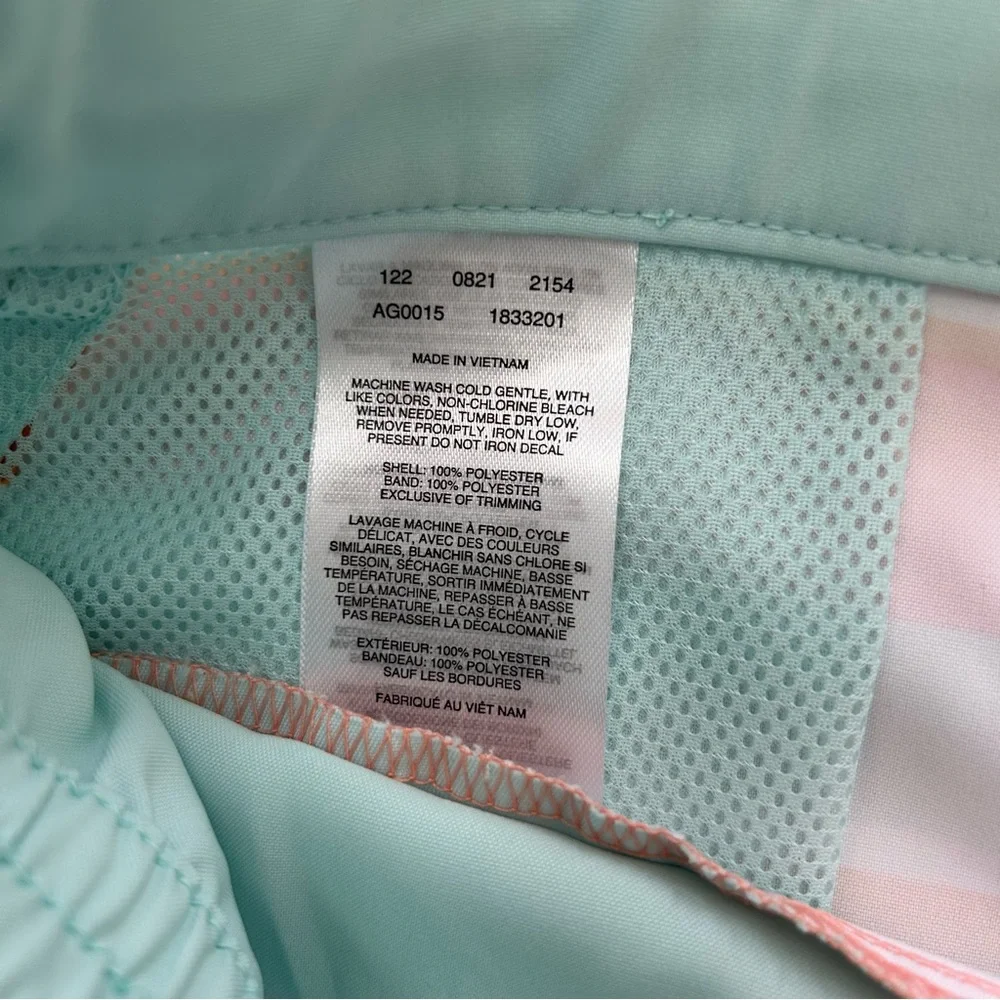 122 0821 2154
AG0015 1833201
MADE IN VIETNAM
MACHINE WASH COLD GENTLE, WITH
LIKE COLORS, NON-CHLORINE BLEACH
WHEN NEEDED, TUMBLE DRY LOW,
REMOVE PROMPTLY, IRON LOW, IF
PRESENT DO NOT IRON DECAL
SHELL: 100% POLYESTER
BAND: 100% POLYESTER
EXCLUSIVE OF TRIMMING
LAVAGE MACHINE À FROID, CYCLE
DÉLICAT, AVEC DES COULEURS
SIMILAIRES, BLANCHIR SANS CHLORE SI
BESOIN, SÉCHAGE MACHINE, BASSE
TEMPÉRATURE, SORTIR IMMÉDIATEMENT
DE LA MACHINE, REPASSER À BASSE
TEMPÉRATURE, LE CAS ÉCHÉANT, NE
PAS REPASSER LA DÉCALCOMANIE
EXTÉRIEUR: 100% POLYESTER
BANDEAU: 100% POLYESTER
SAUF LES BORDURES
FABRIQUÉ AU VIÊT NAM